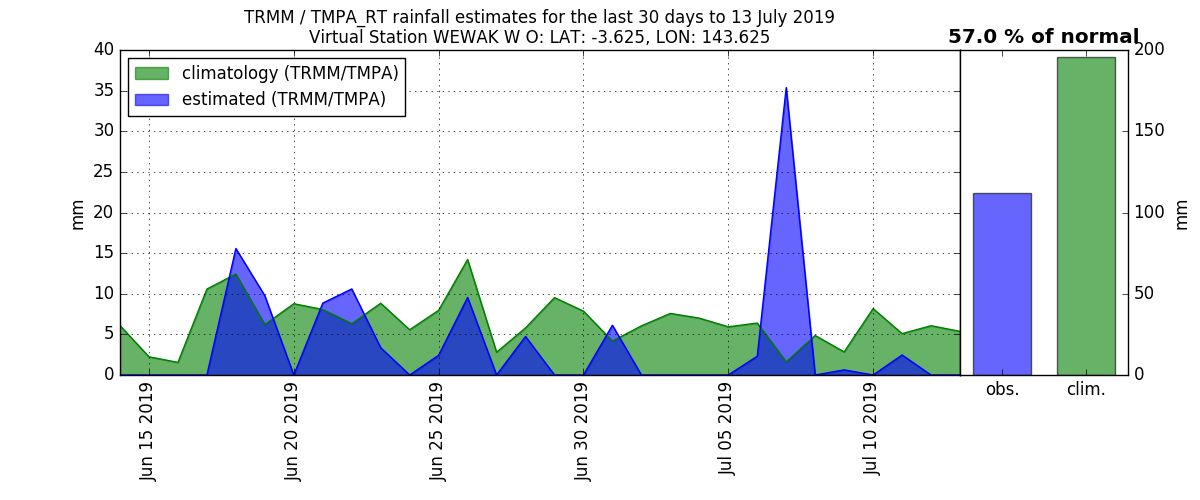 TRMM / TMPA_RT rainfall estimates for the last 30 days to 13 July 2019
Virtual Station WEWAK W O: LAT: -3.625, LON: 143.625
57.0 % of normal
climatology (TRMM/TMPA)
estimated (TRMM/TMPA)
mm
40
35
30
25
20
15
10
5
0
Jun 15 2019
Jun 20 2019
Jun 25 2019
Jun 30 2019
Jul 05 2019
Jul 10 2019
obs.
clim.
200
150
100
50
0
mm